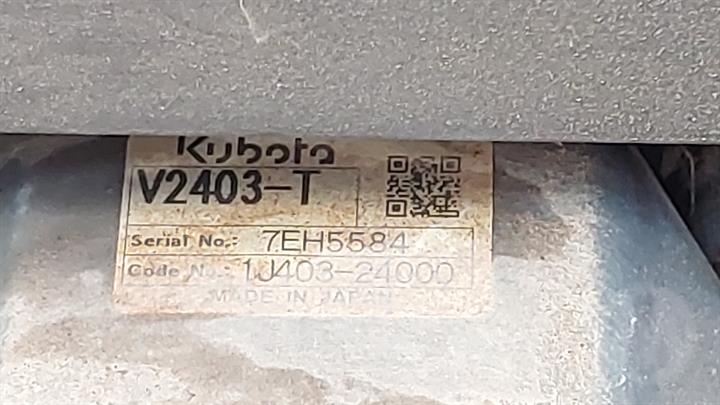 Kubota
V2403-T
Serial No.: 7EH5584
Code No.: 1J403-24000
MADE IN JAPAN